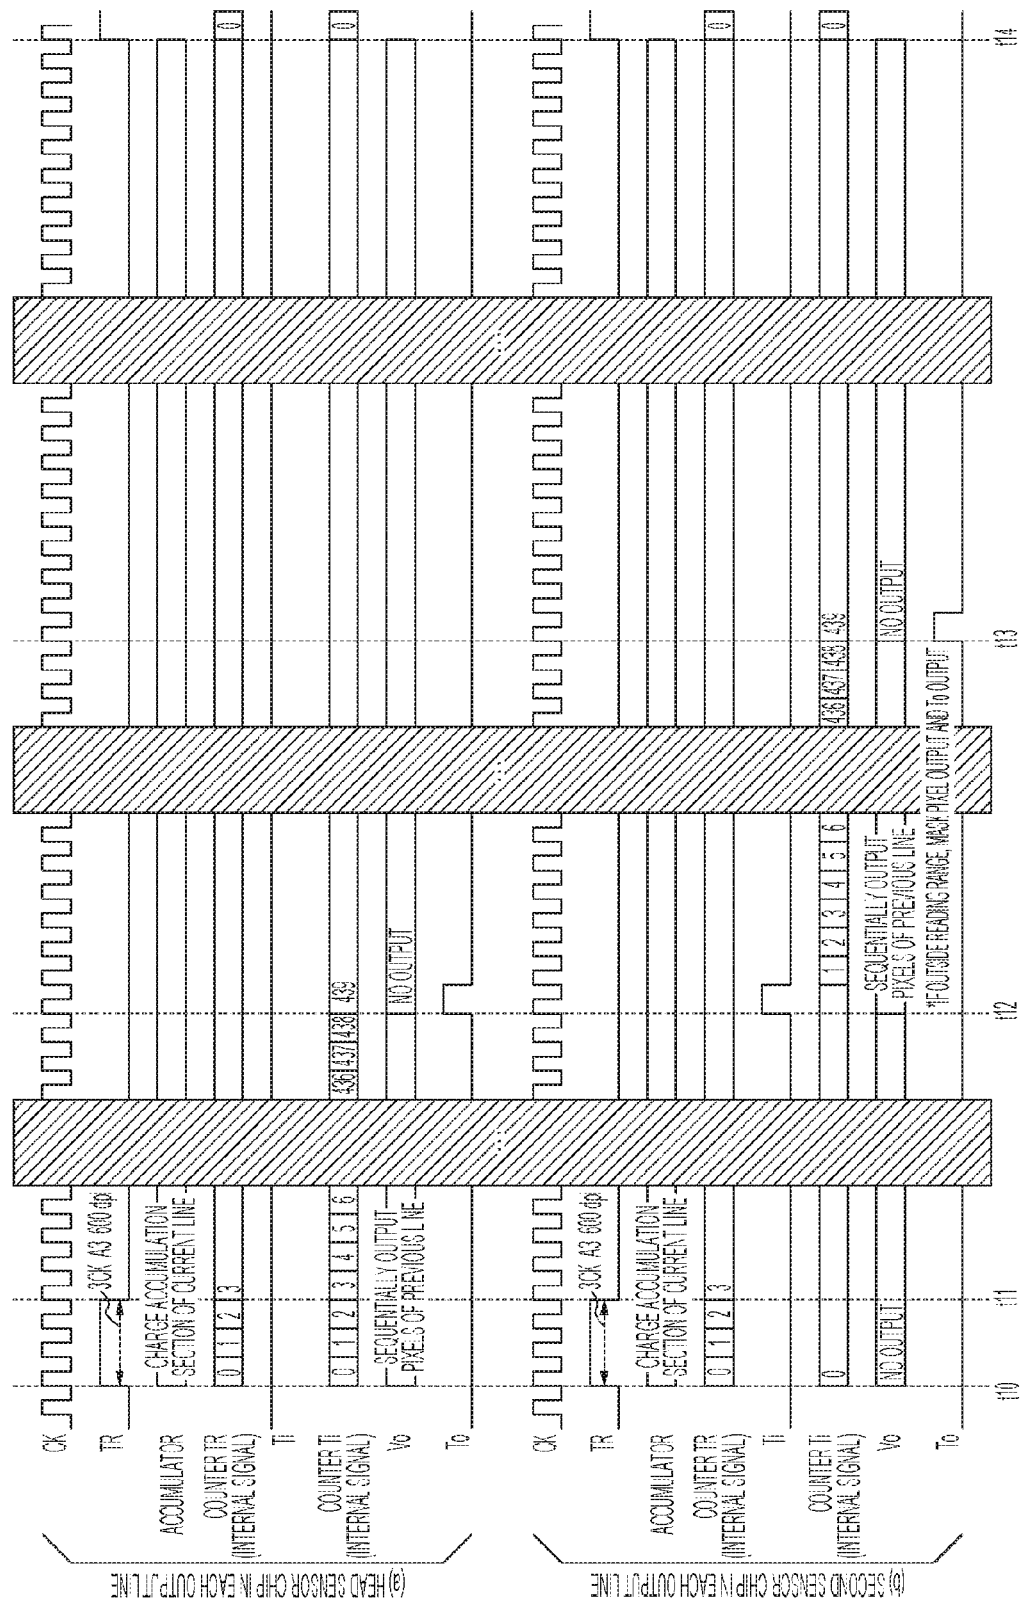 (a) HEAD SENSOR CHIP IN EACH OUTPUT LINE
CK
TR
3CK A3 600 dpi
ACCUMULATOR
CHARGE ACCUMULATION
SECTION OF CURRENT LINE
COUNTER TR
(INTERNAL SIGNAL)
0 1 2 3
0
Ti
COUNTER Ti
(INTERNAL SIGNAL)
0 1 2 3 4 5 6
436 437 438 439
0
Vo
SEQUENTIALLY OUTPUT
PIXELS OF PREVIOUS LINE
NO OUTPUT
To
(b) SECOND SENSOR CHIP IN EACH OUTPUT LINE
CK
TR
3CK A3 600 dpi
ACCUMULATOR
CHARGE ACCUMULATION
SECTION OF CURRENT LINE
COUNTER TR
(INTERNAL SIGNAL)
0 1 2 3
0
Ti
COUNTER Ti
(INTERNAL SIGNAL)
0
1 2 3 4 5 6
436 437 438 439
0
Vo
NO OUTPUT
SEQUENTIALLY OUTPUT
PIXELS OF PREVIOUS LINE
NO OUTPUT
To
*IF OUTSIDE READING RANGE, MASK PIXEL OUTPUT AND To OUTPUT
t10 t11 t12 t13 t14